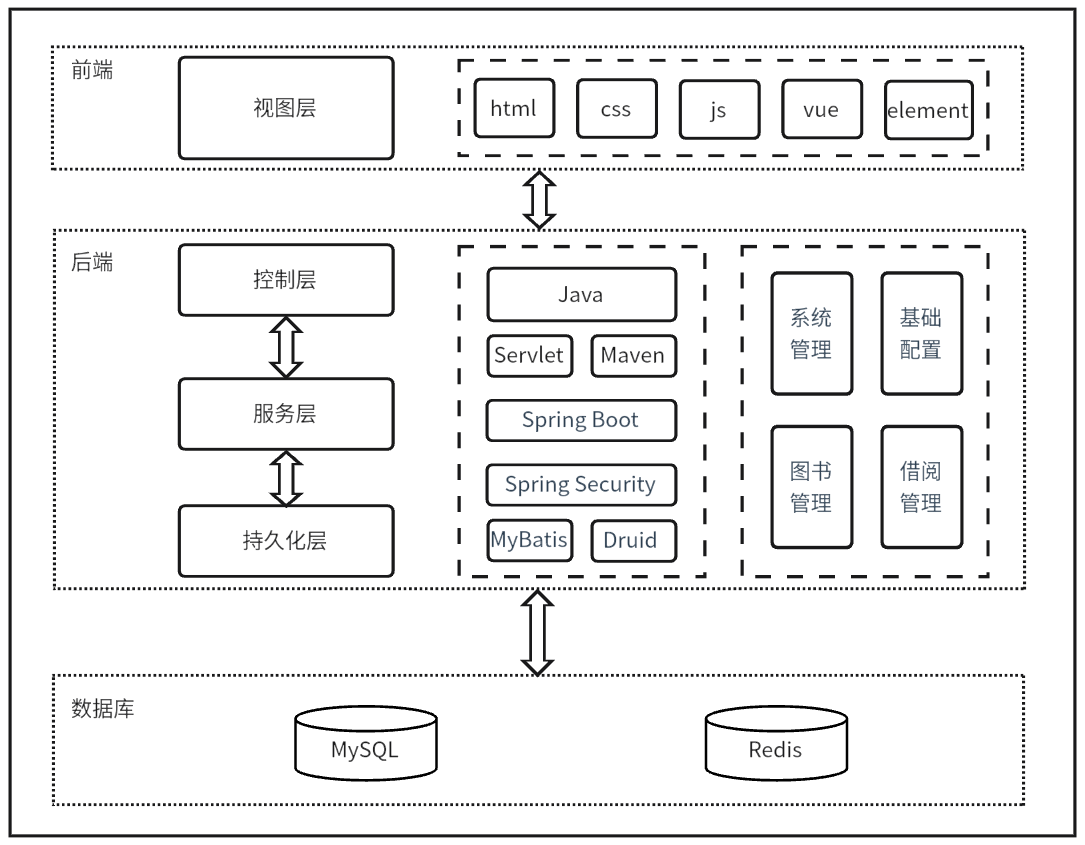 前端
视图层
html
css
js
vue
element
后端
控制层
服务层
持久化层
Java
Servlet
Maven
Spring Boot
Spring Security
MyBatis
Druid
系统
管理
基础
配置
图书
管理
借阅
管理
数据库
MySQL
Redis